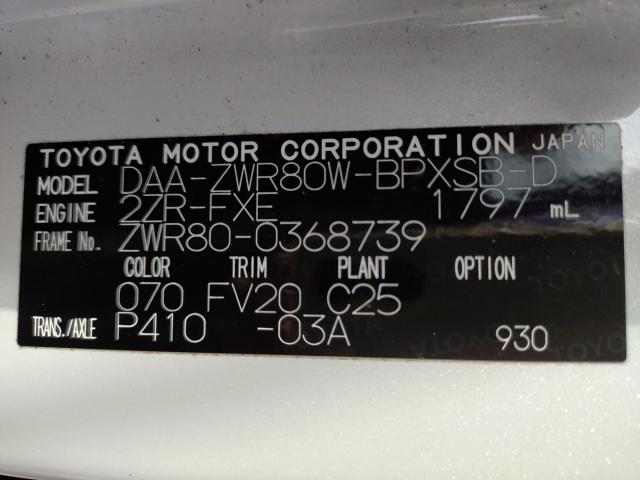 TOYOTA MOTOR CORPORATION JAPAN
MODEL DAA-ZWR80W-BPXSB-D
ENGINE 2ZR-FXE 1797 mL
FRAME No. ZWR80-0368739
COLOR TRIM PLANT OPTION
070 FV20 C25
TRANS./AXLE P410 -03A 930